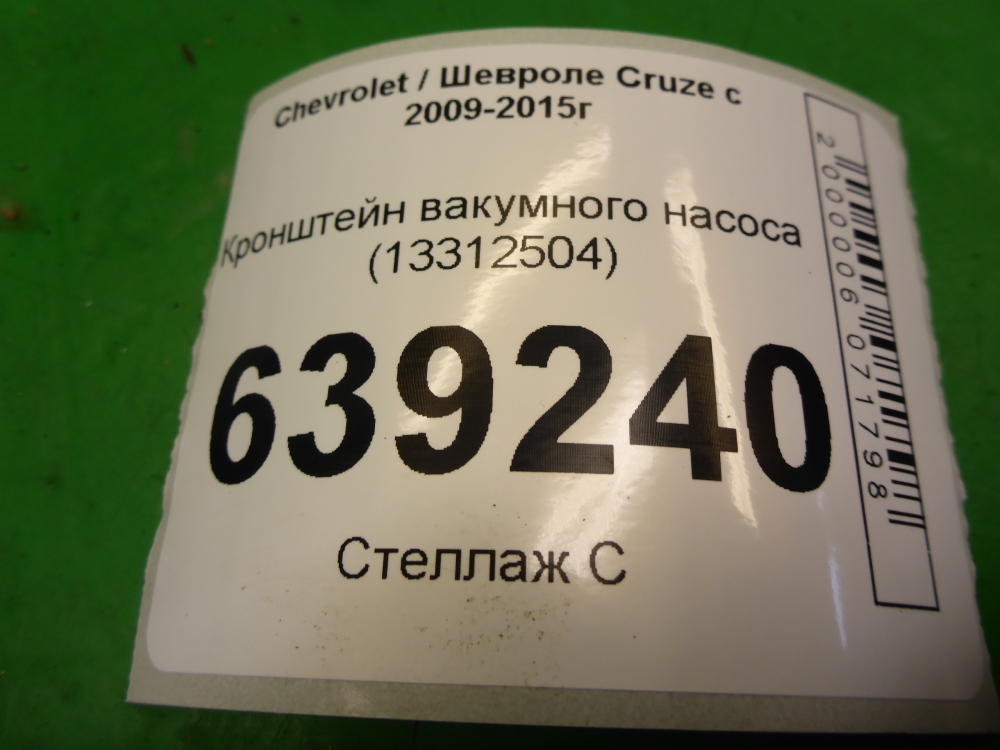 Chevrolet / Шевроле Cruze с
2009-2015г
Кронштейн вакумного насоса
(13312504)
639240
Стеллаж С
2000006071798